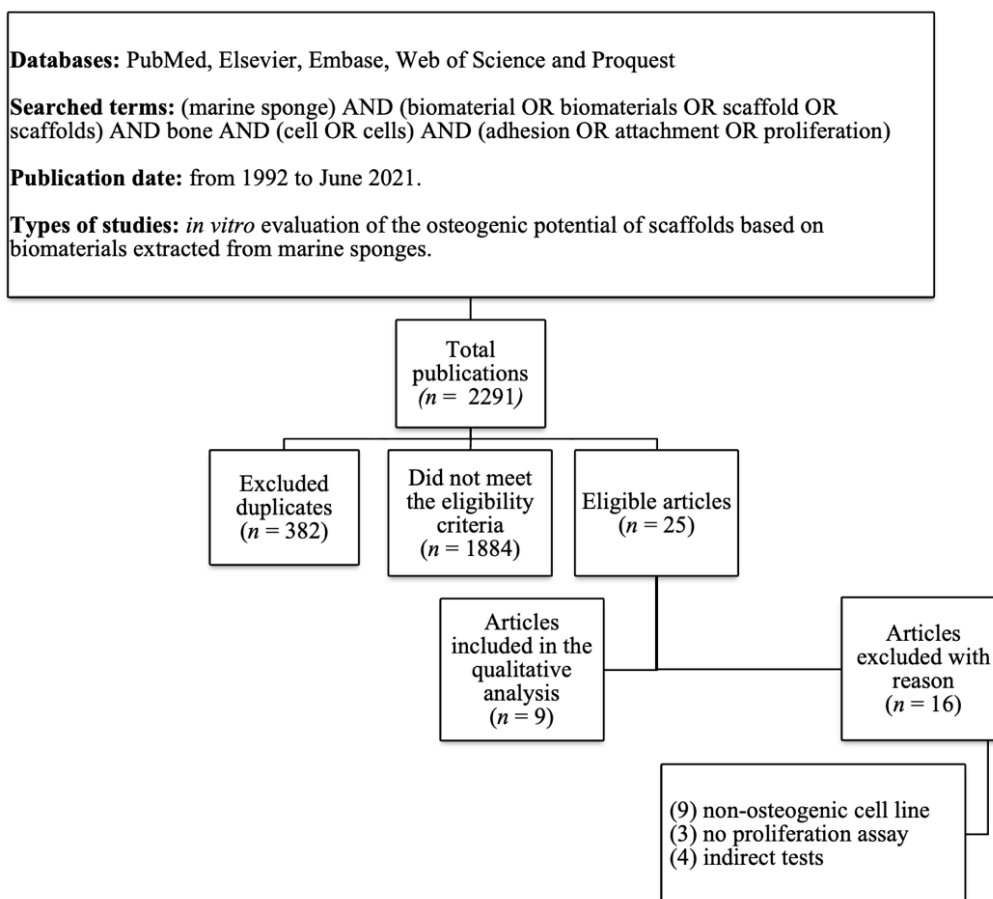 Databases: PubMed, Elsevier, Embase, Web of Science and Proquest
Searched terms: (marine sponge) AND (biomaterial OR biomaterials OR scaffold OR
scaffolds) AND bone AND (cell OR cells) AND (adhesion OR attachment OR proliferation)
Publication date: from 1992 to June 2021.
Types of studies: in vitro evaluation of the osteogenic potential of scaffolds based on
biomaterials extracted from marine sponges.
Total
publications
(n = 2291)
Excluded
duplicates
(n = 382)
Did not meet
the eligibility
criteria
(n = 1884)
Eligible articles
(n = 25)
Articles
included in the
qualitative
analysis
(n = 9)
Articles
excluded with
reason
(n = 16)
(9) non-osteogenic cell line
(3) no proliferation assay
(4) indirect tests